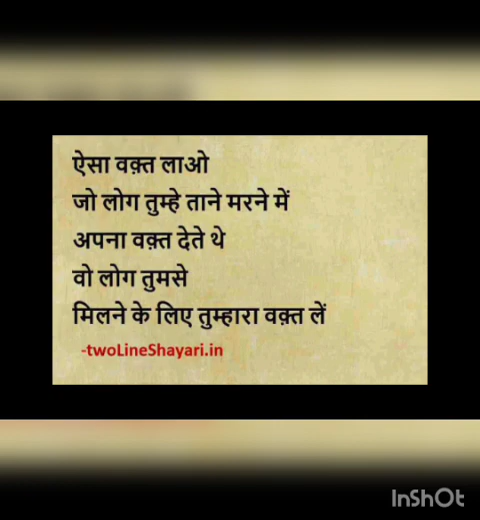 ऐसा वक़्त लाओ
जो लोग तुम्हे ताने मरने में
अपना वक़्त देते थे
वो लोग तुमसे
मिलने के लिए तुम्हारा वक़्त लें
-twoLineShayari.in
InShOt